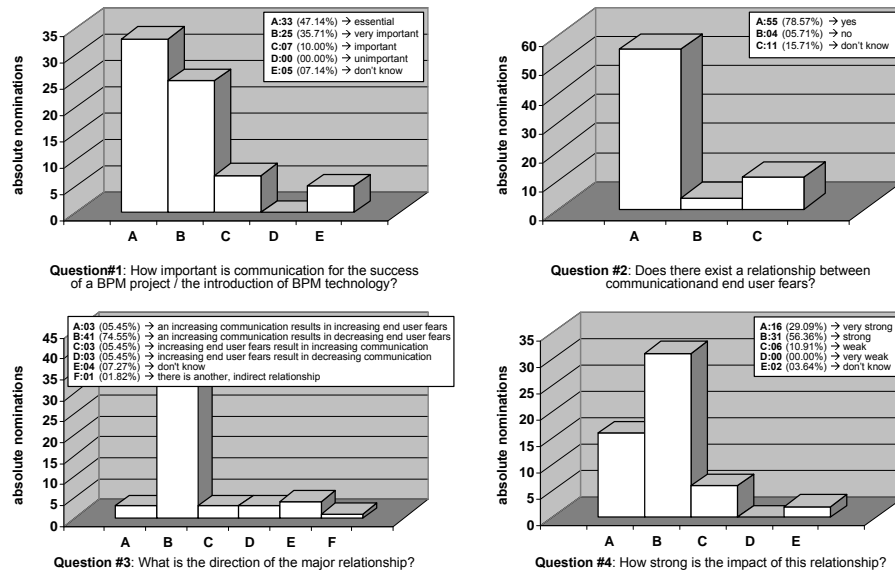 A:33 (47.14%) → essential
B:25 (35.71%) → very important
C:07 (10.00%) → important
D:00 (00.00%) → unimportant
E:05 (07.14%) → don't know
absolute nominations
35
30
25
20
15
10
5
0
A B C D E
Question#1: How important is communication for the success
of a BPM project / the introduction of BPM technology?
A:55 (78.57%) → yes
B:04 (05.71%) → no
C:11 (15.71%) → don't know
absolute nominations
60
50
40
30
20
10
0
A B C
Question #2: Does there exist a relationship between
communicationand end user fears?
A:03 (05.45%) → an increasing communication results in increasing end user fears
B:41 (74.55%) → an increasing communication results in decreasing end user fears
C:03 (05.45%) → increasing end user fears result in increasing communication
D:03 (05.45%) → increasing end user fears result in decreasing communication
E:04 (07.27%) → don't know
F:01 (01.82%) → there is another, indirect relationship
absolute nominations
45
40
35
30
25
20
15
10
5
0
A B C D E F
Question #3: What is the direction of the major relationship?
A:16 (29.09%) → very strong
B:31 (56.36%) → strong
C:06 (10.91%) → weak
D:00 (00.00%) → very weak
E:02 (03.64%) → don't know
absolute nominations
35
30
25
20
15
10
5
0
A B C D E
Question #4: How strong is the impact of this relationship?